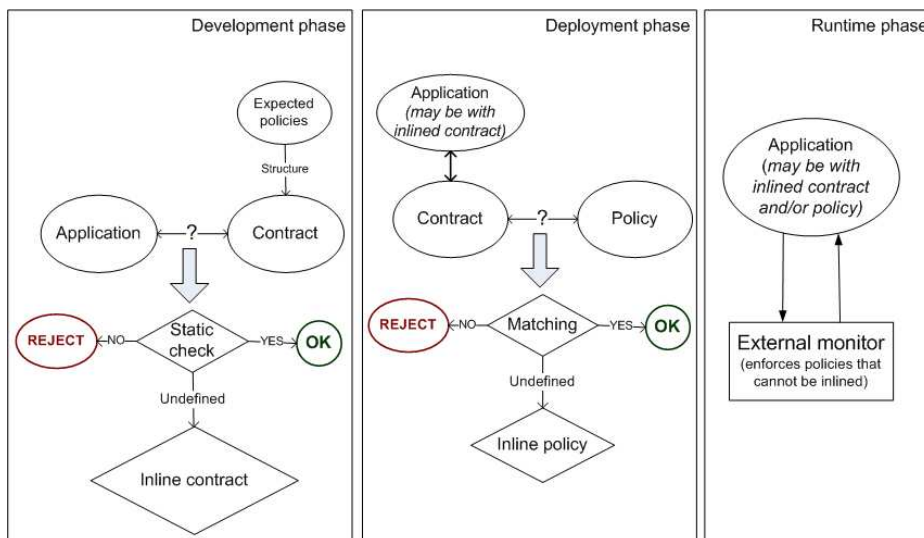 Development phase
Expected
policies
Structure
Application
?
Contract
REJECT
NO
Static
check
YES
OK
Undefined
Inline contract
Deployment phase
Application
(may be with
inlined contract)
Contract
?
Policy
REJECT
NO
Matching
YES
OK
Undefined
Inline policy
Runtime phase
Application
(may be with
inlined contract
and/or policy)
External monitor
(enforces policies that
cannot be inlined)